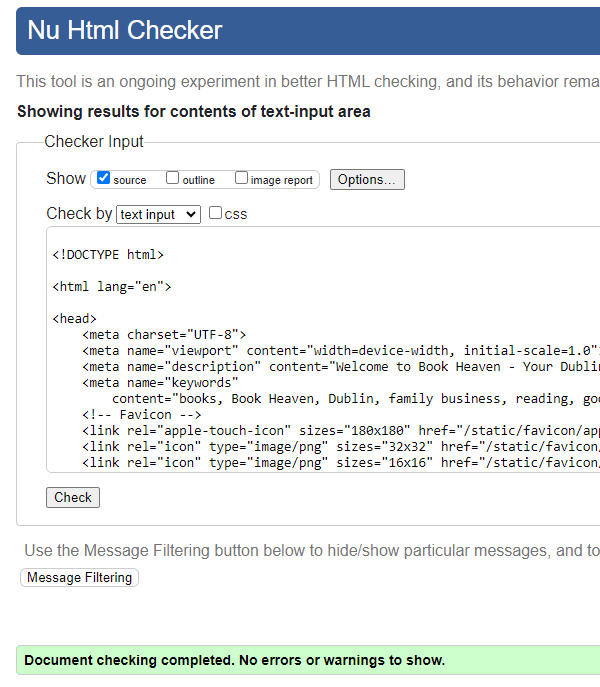 Nu Html Checker
This tool is an ongoing experiment in better HTML checking, and its behavior rema
Showing results for contents of text-input area
Checker Input
Show source outline image report Options...
Check by text input css
<!DOCTYPE html>
<html lang="en">
<head>
<meta charset="UTF-8">
<meta name="viewport" content="width=device-width, initial-scale=1.0"
<meta name="description" content="Welcome to Book Heaven - Your Dublin
<meta name="keywords"
content="books, Book Heaven, Dublin, family business, reading, goo
<!-- Favicon -->
<link rel="apple-touch-icon" sizes="180x180" href="/static/favicon/app
<link rel="icon" type="image/png" sizes="32x32" href="/static/favicon/
<link rel="icon" type="image/png" sizes="16x16" href="/static/favicon/
Check
Use the Message Filtering button below to hide/show particular messages, and to
Message Filtering
Document checking completed. No errors or warnings to show.